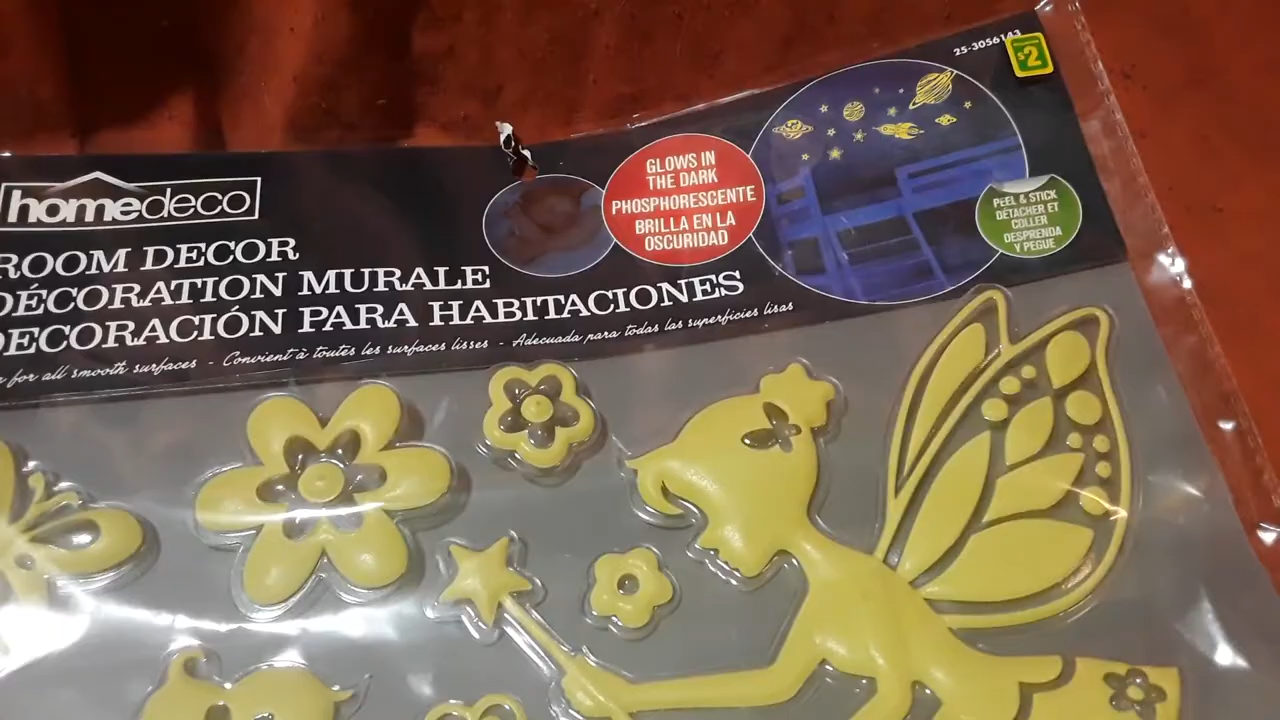 25-3056143
$2
homedeco
ROOM DECOR
DÉCORATION MURALE
DECORACIÓN PARA HABITACIONES
for all smooth surfaces - Convient à toutes les surfaces lisses - Adecuada para todas las superficies lisas
GLOWS IN
THE DARK
PHOSPHORESCENTE
BRILLA EN LA
OSCURIDAD
PEEL & STICK
DÉTACHER ET
COLLER
DESPRENDA
Y PEGUE